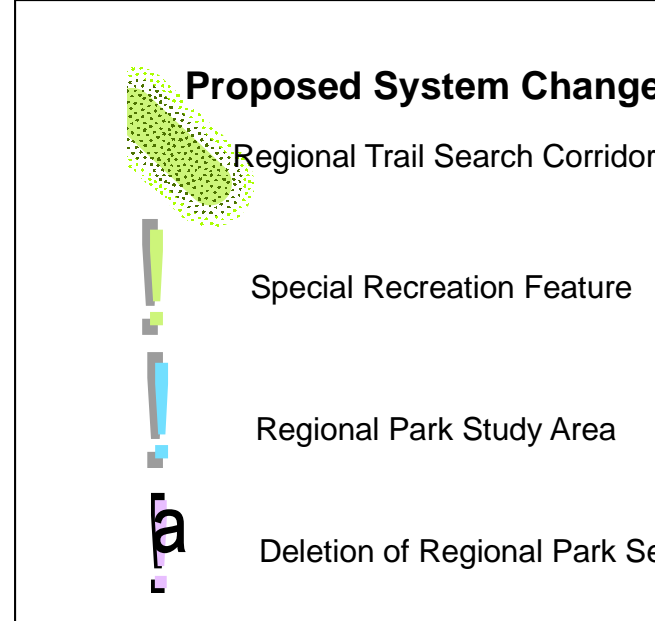 Proposed System Change
Regional Trail Search Corridor
!
Special Recreation Feature
!
Regional Park Study Area
! a
Deletion of Regional Park Se